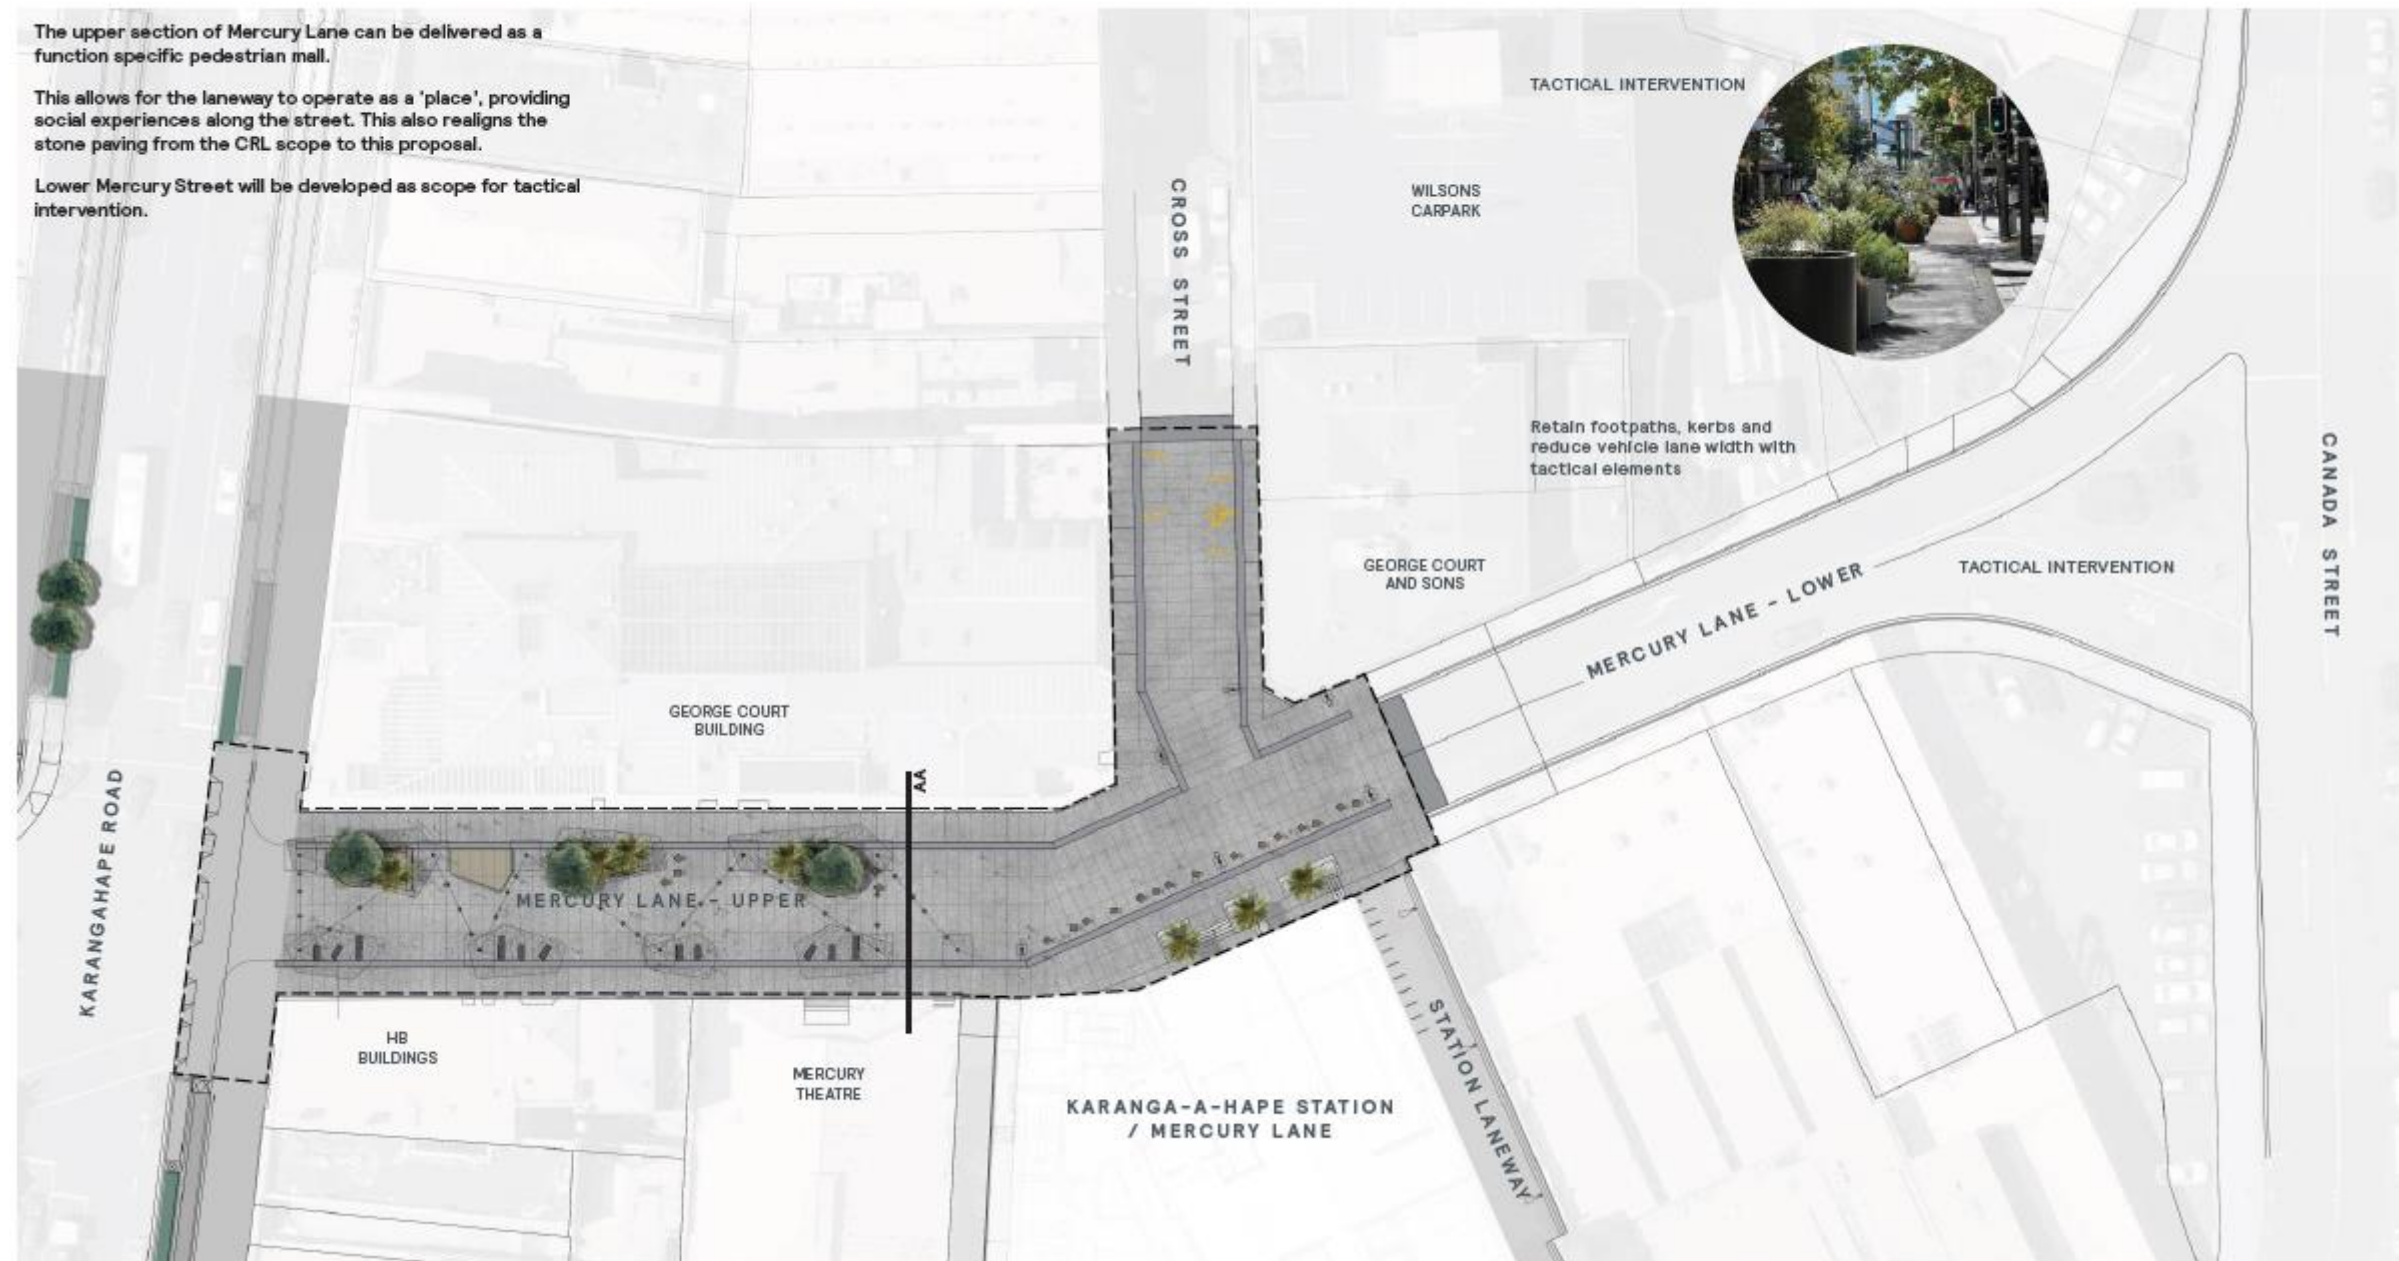 The upper section of Mercury Lane can be delivered as a
function specific pedestrian mall.
This allows for the laneway to operate as a 'place', providing
social experiences along the street. This also realigns the
stone paving from the CRL scope to this proposal.
Lower Mercury Street will be developed as scope for tactical
intervention.
TACTICAL INTERVENTION
WILSONS
CARPARK
CROSS STREET
Retain footpaths, kerbs and
reduce vehicle lane width with
tactical elements
GEORGE COURT
AND SONS
MERCURY LANE - LOWER
TACTICAL INTERVENTION
CANADA STREET
GEORGE COURT
BUILDING
AA
KARANGAHAPE ROAD
MERCURY LANE - UPPER
HB
BUILDINGS
MERCURY
THEATRE
KARANGA-A-HAPE STATION
/ MERCURY LANE
STATION LANEWAY